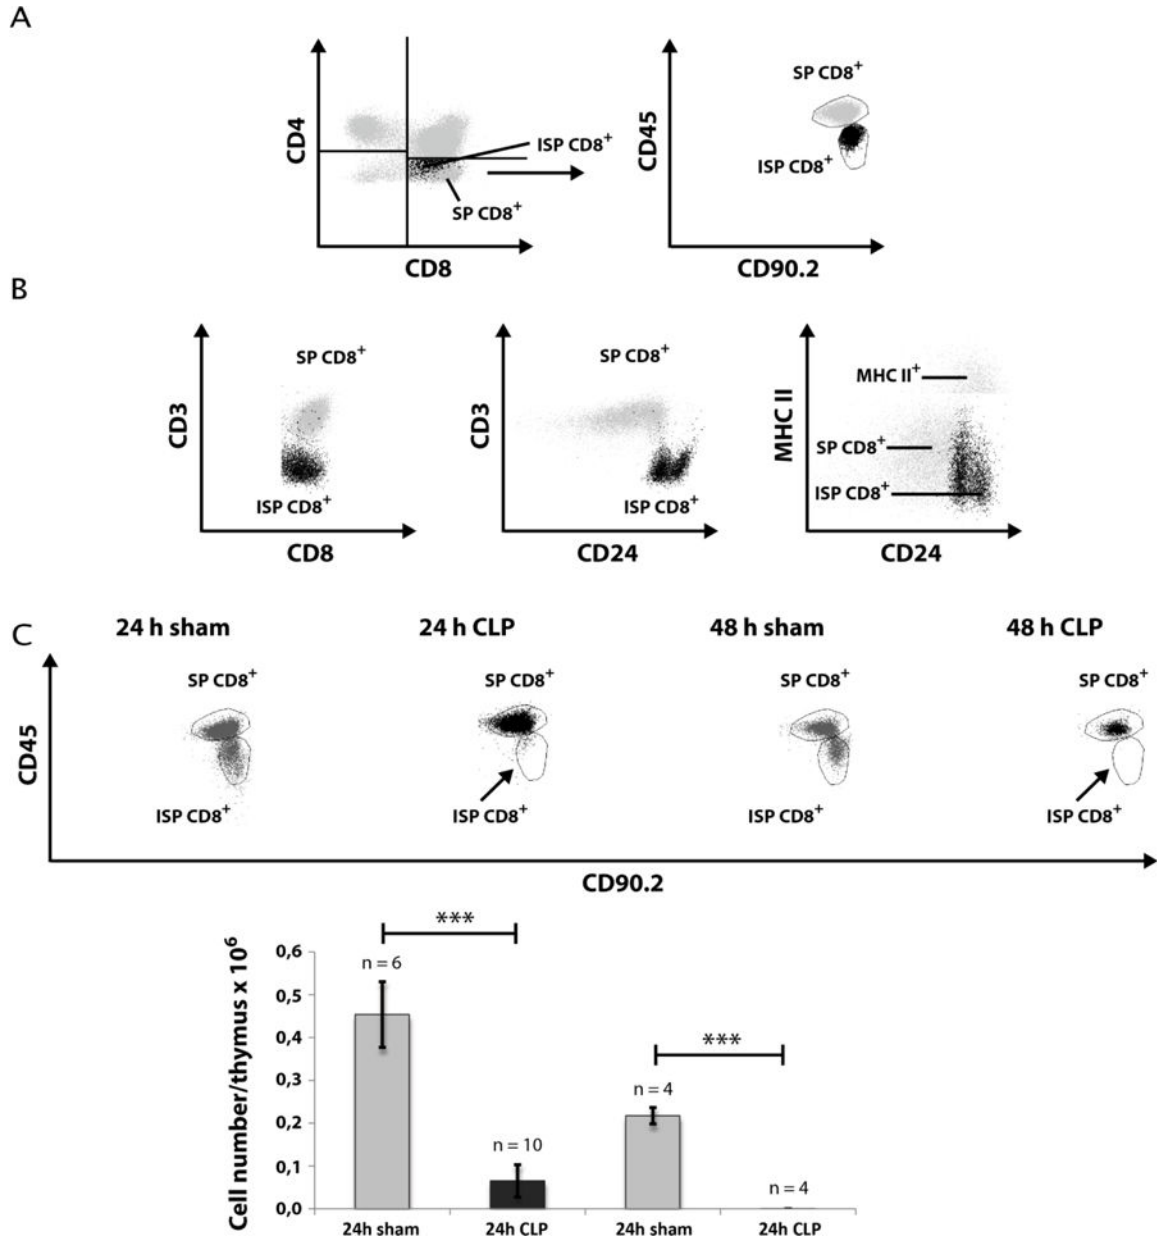 A
CD4
ISP CD8+
SP CD8+
CD8
CD45
SP CD8+
ISP CD8+
CD90.2
B
CD3
SP CD8+
ISP CD8+
CD8
CD3
SP CD8+
ISP CD8+
CD24
MHC II
MHC II+
SP CD8+
ISP CD8+
CD24
C
24 h sham
24 h CLP
48 h sham
48 h CLP
CD45
SP CD8+
SP CD8+
SP CD8+
SP CD8+
ISP CD8+
ISP CD8+
ISP CD8+
ISP CD8+
CD90.2
Cell number/thymus x 10^6
0,6
0,5
0,4
0,3
0,2
0,1
0,0
***
n = 6
n = 10
***
n = 4
n = 4
24h sham
24h CLP
24h sham
24h CLP